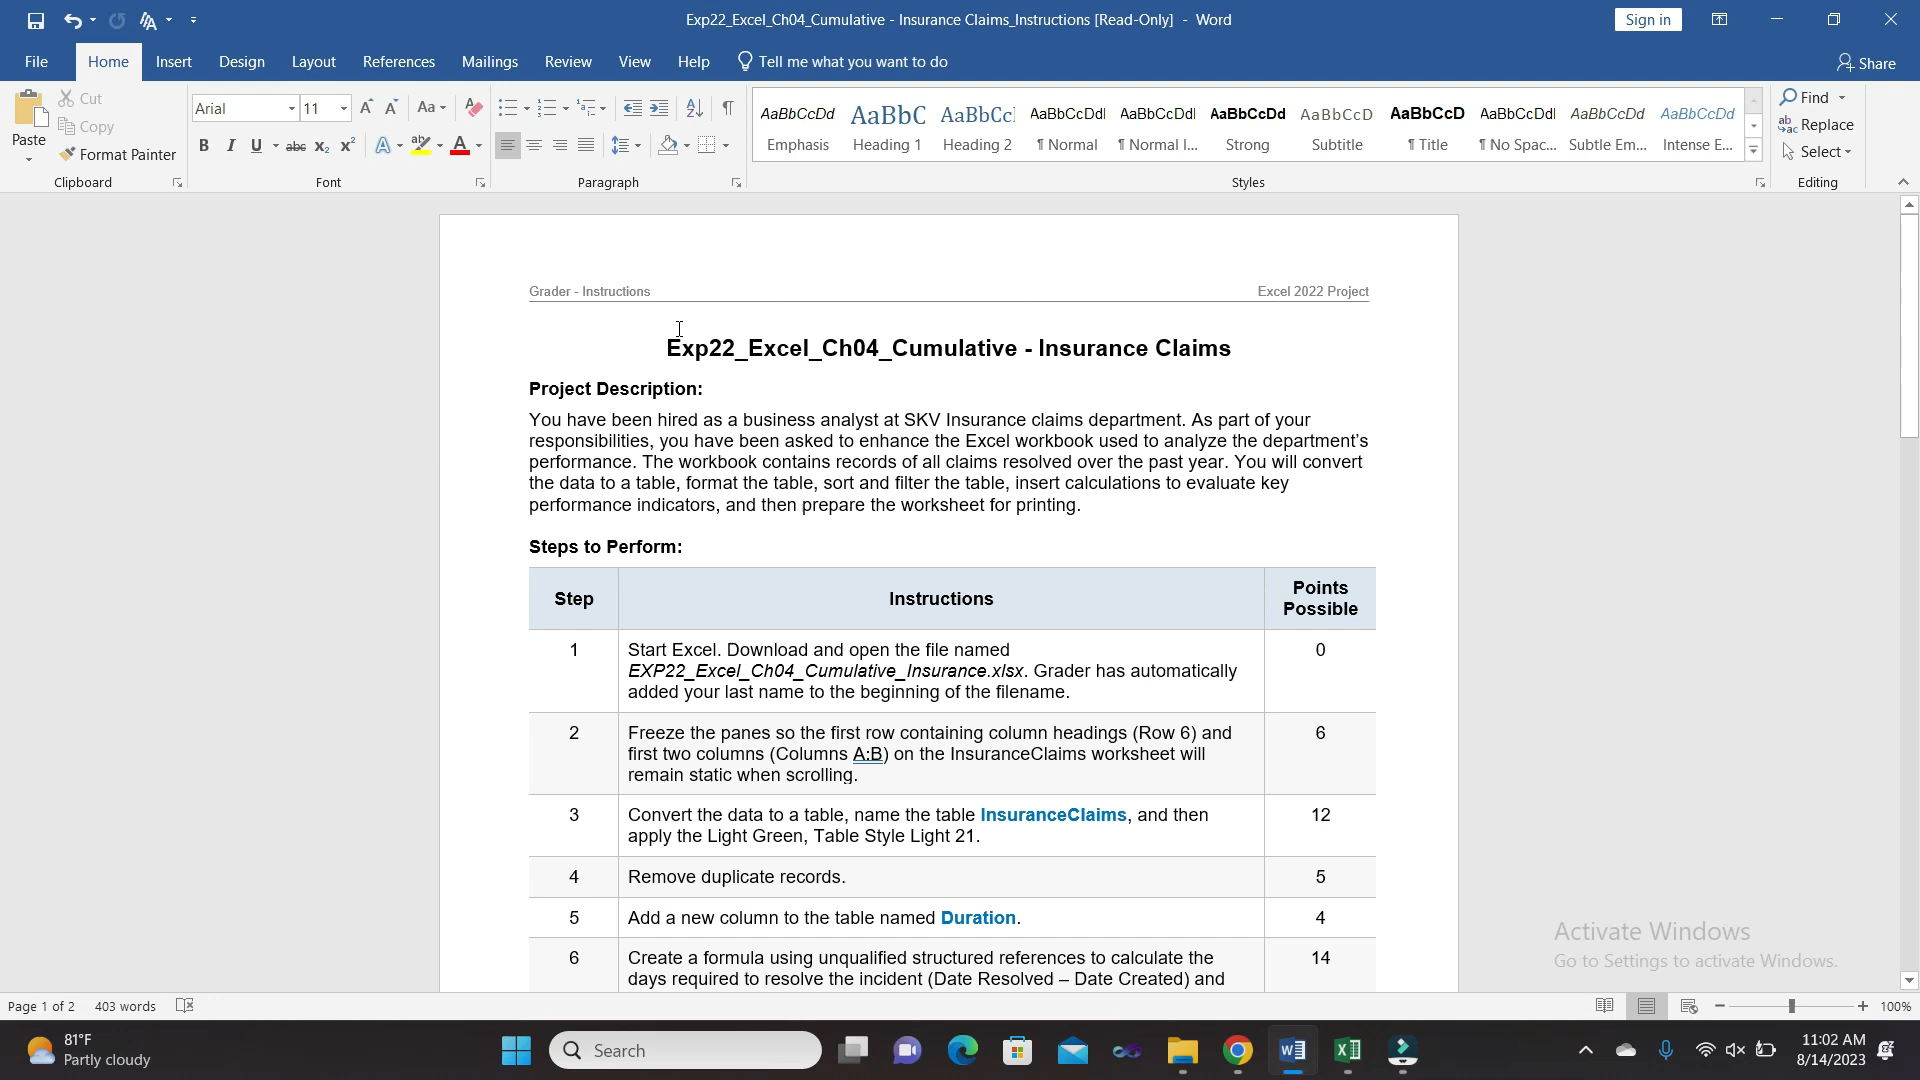 Exp22_Excel_Ch04_Cumulative - Insurance Claims_Instructions [Read-Only] - Word
Sign in
File Home Insert Design Layout References Mailings Review View Help Tell me what you want to do
Share
Paste
Cut
Copy
Format Painter
Clipboard
Arial 11
Font
Paragraph
AaBbCcDd AaBbC AaBbCc AaBbCcDd AaBbCcDd AaBbCcDd AaBbCcD AaBbCcD AaBbCcDd AaBbCcDd AaBbCcDd
Emphasis Heading 1 Heading 2 ¶ Normal ¶ Normal I... Strong Subtitle ¶ Title ¶ No Spac... Subtle Em... Intense E...
Styles
Find
Replace
Select
Editing
Grader - Instructions Excel 2022 Project
Exp22_Excel_Ch04_Cumulative - Insurance Claims
Project Description:
You have been hired as a business analyst at SKV Insurance claims department. As part of your
responsibilities, you have been asked to enhance the Excel workbook used to analyze the department's
performance. The workbook contains records of all claims resolved over the past year. You will convert
the data to a table, format the table, sort and filter the table, insert calculations to evaluate key
performance indicators, and then prepare the worksheet for printing.
Steps to Perform:
Step Instructions Points
Possible
1 Start Excel. Download and open the file named 0
EXP22_Excel_Ch04_Cumulative_Insurance.xlsx. Grader has automatically
added your last name to the beginning of the filename.
2 Freeze the panes so the first row containing column headings (Row 6) and 6
first two columns (Columns A:B) on the InsuranceClaims worksheet will
remain static when scrolling.
3 Convert the data to a table, name the table InsuranceClaims, and then 12
apply the Light Green, Table Style Light 21.
4 Remove duplicate records. 5
5 Add a new column to the table named Duration. 4
6 Create a formula using unqualified structured references to calculate the 14
days required to resolve the incident (Date Resolved – Date Created) and
Activate Windows
Go to Settings to activate Windows.
Page 1 of 2 403 words
100%
81°F
Partly cloudy
Search
11:02 AM
8/14/2023